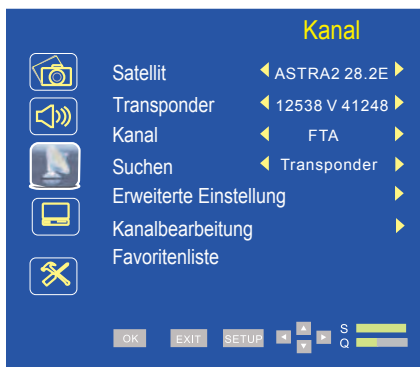 Kanal
Satellit ASTRA2 28.2E
Transponder 12538 V 41248
Kanal FTA
Suchen Transponder
Erweiterte Einstellung
Kanalbearbeitung
Favoritenliste
OK EXIT SETUP S
Q